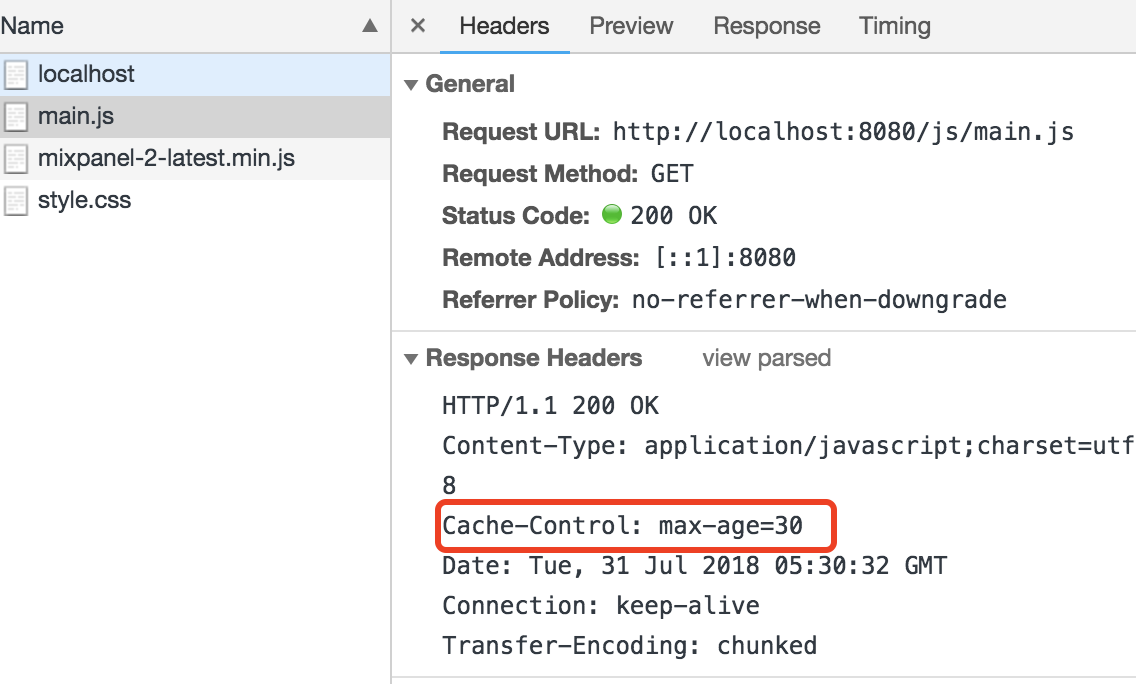 Name
localhost
main.js
mixpanel-2-latest.min.js
style.css
× Headers Preview Response Timing
General
Request URL: http://localhost:8080/js/main.js
Request Method: GET
Status Code: 200 OK
Remote Address: [::1]:8080
Referrer Policy: no-referrer-when-downgrade
Response Headers view parsed
HTTP/1.1 200 OK
Content-Type: application/javascript;charset=utf
8
Cache-Control: max-age=30
Date: Tue, 31 Jul 2018 05:30:32 GMT
Connection: keep-alive
Transfer-Encoding: chunked